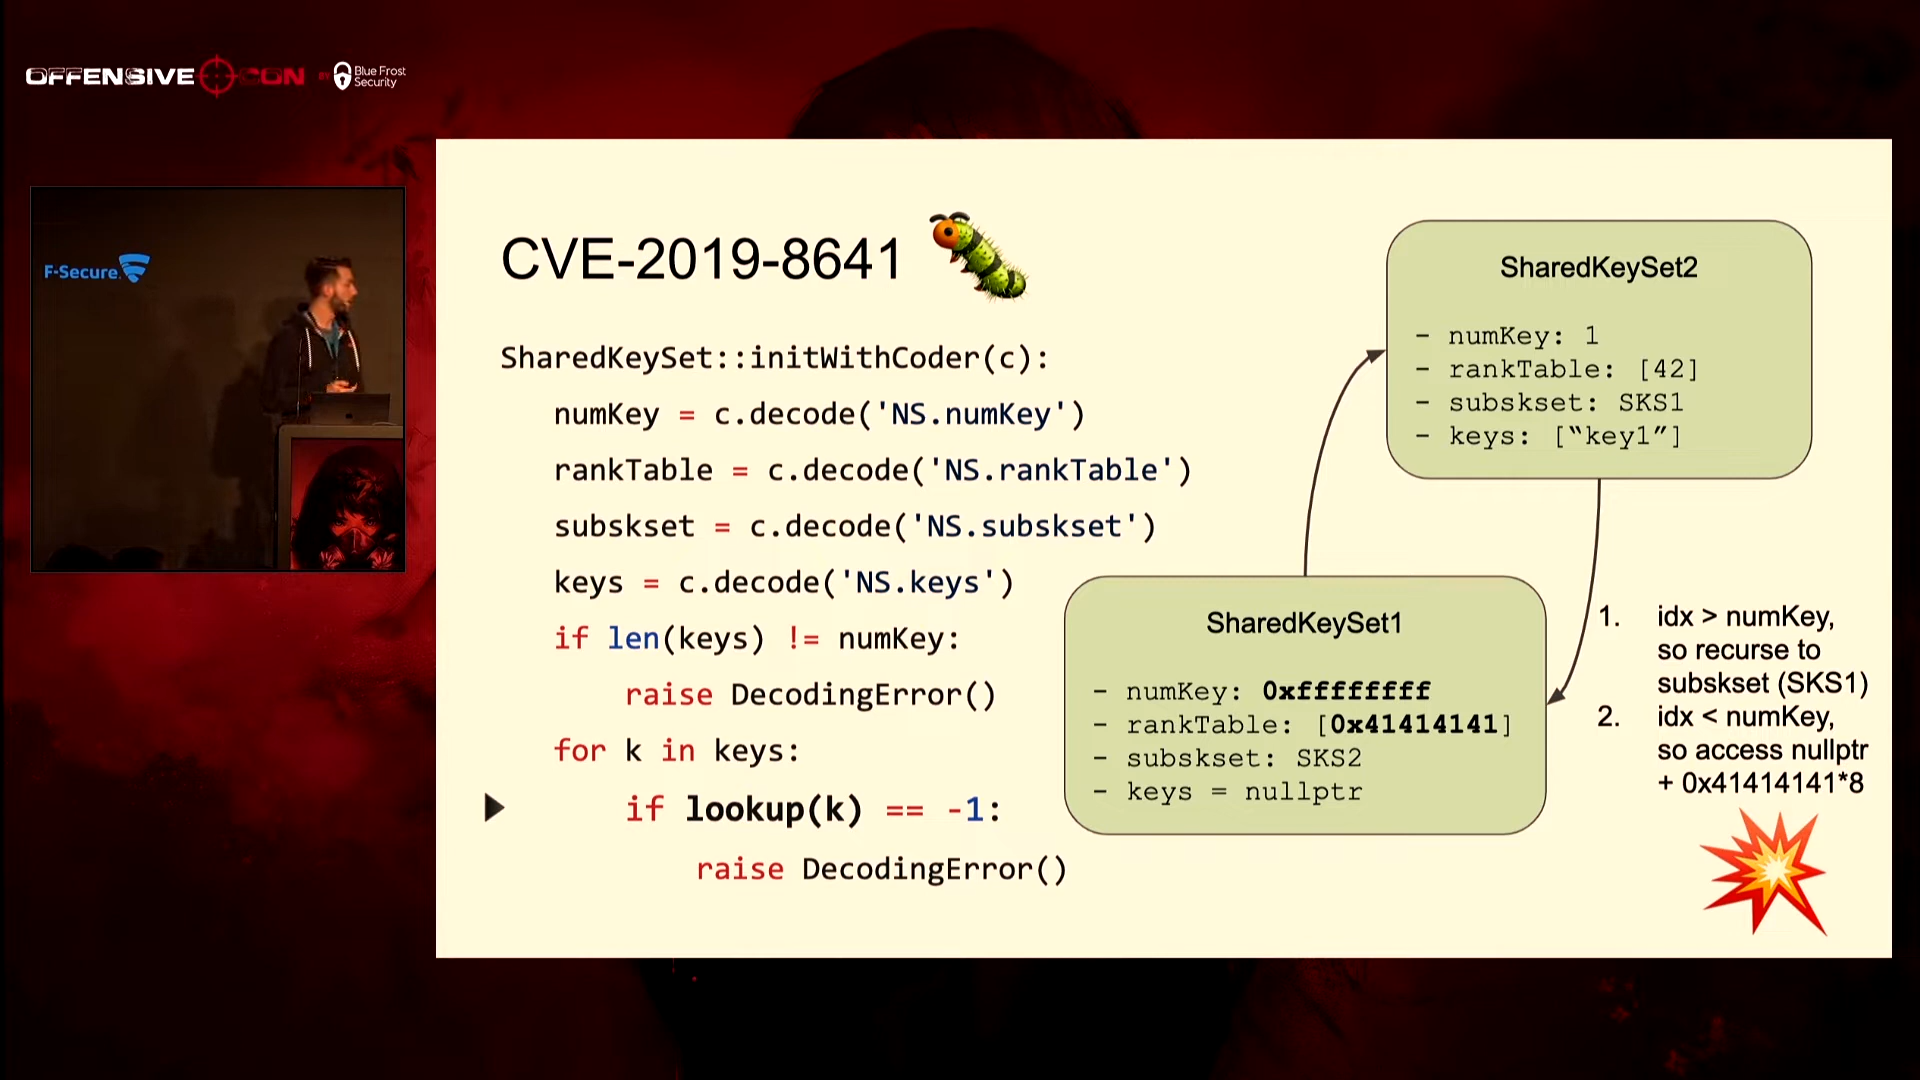 OFFENSIVE CON BY Blue Frost Security
F-Secure.
CVE-2019-8641
SharedKeySet::initWithCoder(c):
numKey = c.decode('NS.numKey')
rankTable = c.decode('NS.rankTable')
subskset = c.decode('NS.subskset')
keys = c.decode('NS.keys')
if len(keys) != numKey:
raise DecodingError()
for k in keys:
if lookup(k) == -1:
raise DecodingError()
SharedKeySet2
- numKey: 1
- rankTable: [42]
- subskset: SKS1
- keys: [“key1”]
SharedKeySet1
- numKey: 0xffffffff
- rankTable: [0x41414141]
- subskset: SKS2
- keys = nullptr
1. idx > numKey,
so recurse to
subskset (SKS1)
2. idx < numKey,
so access nullptr
+ 0x41414141*8